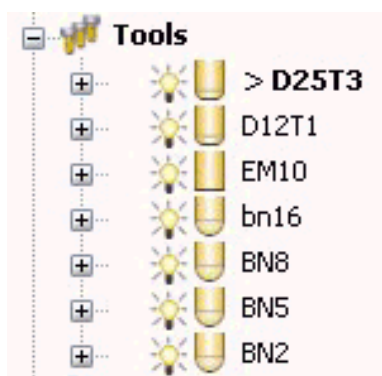 Tools
> D25T3
D12T1
EM10
bn16
BN8
BN5
BN2